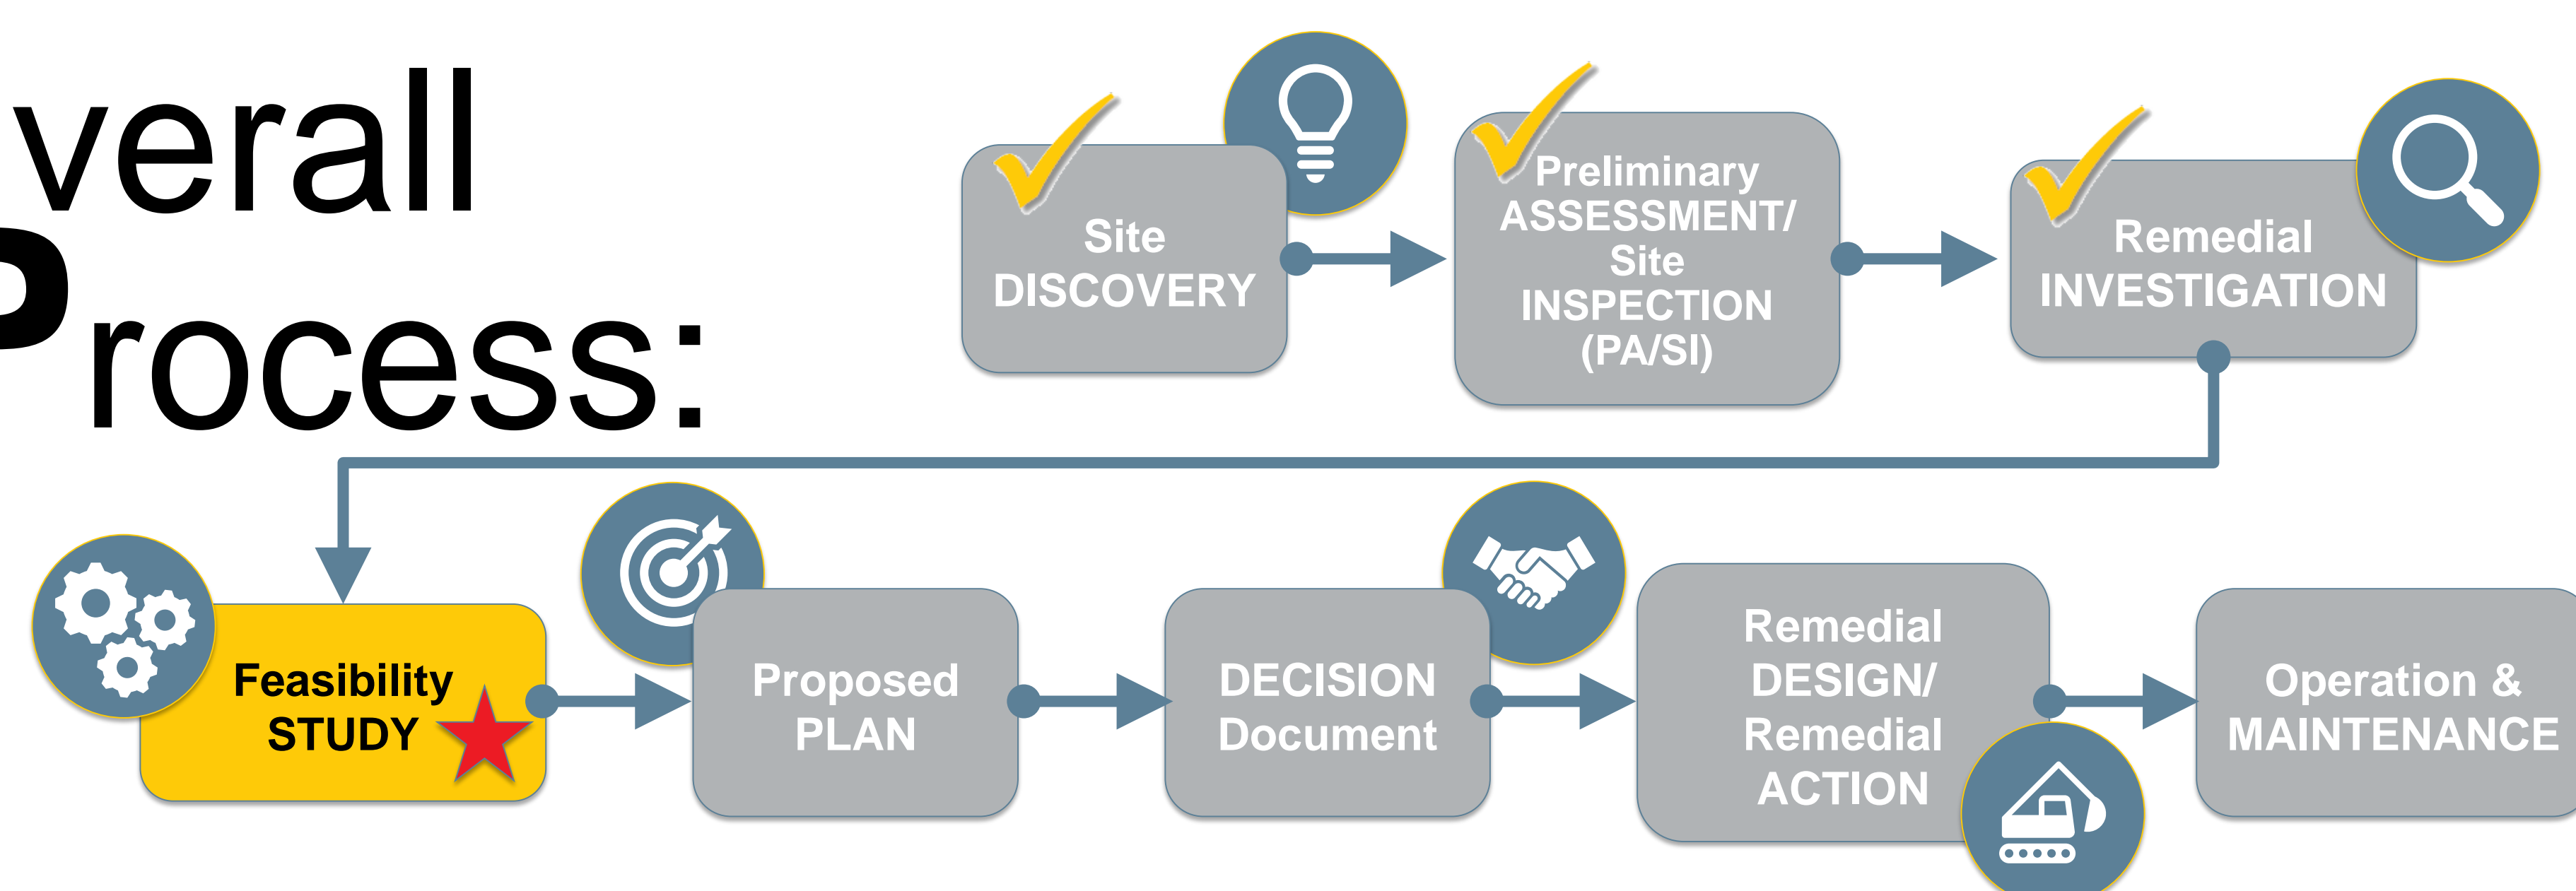 verall
Process:
Site
DISCOVERY
Preliminary
ASSESSMENT/
Site
INSPECTION
(PA/SI)
Remedial
INVESTIGATION
Feasibility
STUDY
Proposed
PLAN
DECISION
Document
Remedial
DESIGN/
Remedial
ACTION
Operation &
MAINTENANCE